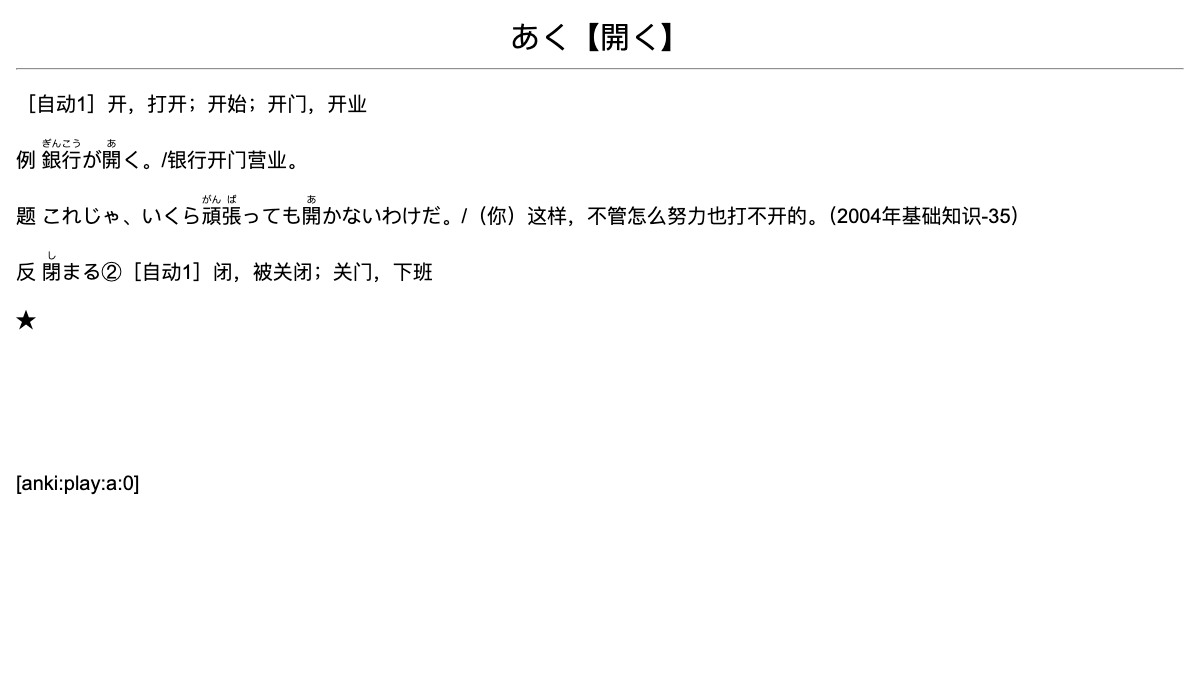 あく【開く】
［自动1］开，打开；开始；开门，开业
例 銀行が開く。/银行开门营业。
ぎんこう あ
题 これじゃ、いくら頑張っても開かないわけだ。/（你）这样，不管怎么努力也打不开的。（2004年基础知识-35）
がん ば あ
反 閉まる②［自动1］闭，被关闭；关门，下班
し
★
[anki:play:a:0]